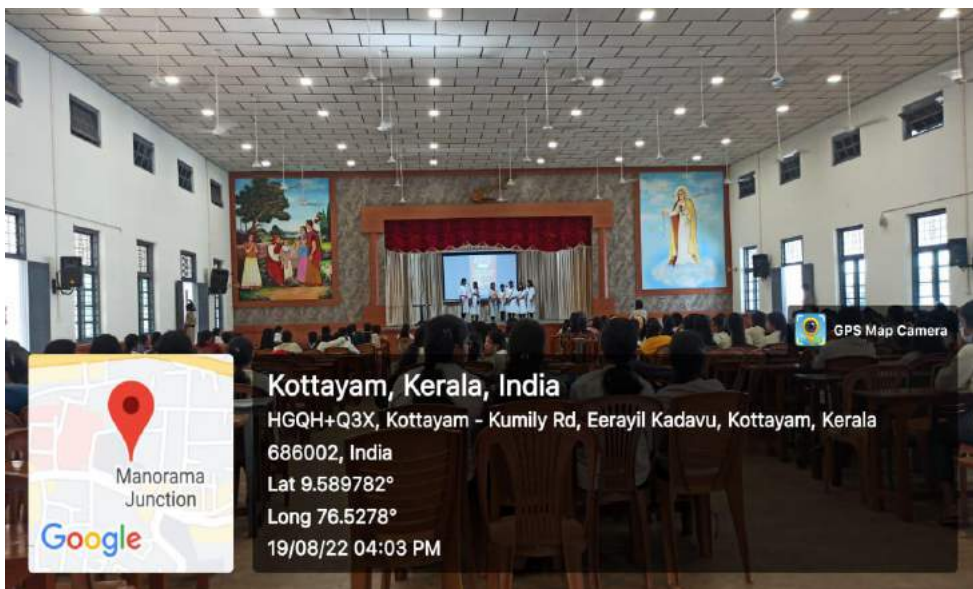 GPS Map Camera
Kottayam, Kerala, India
HGQH+Q3X, Kottayam - Kumily Rd, Eerayil Kadavu, Kottayam, Kerala
686002, India
Lat 9.589782°
Long 76.5278°
19/08/22 04:03 PM
Manorama
Junction
Google